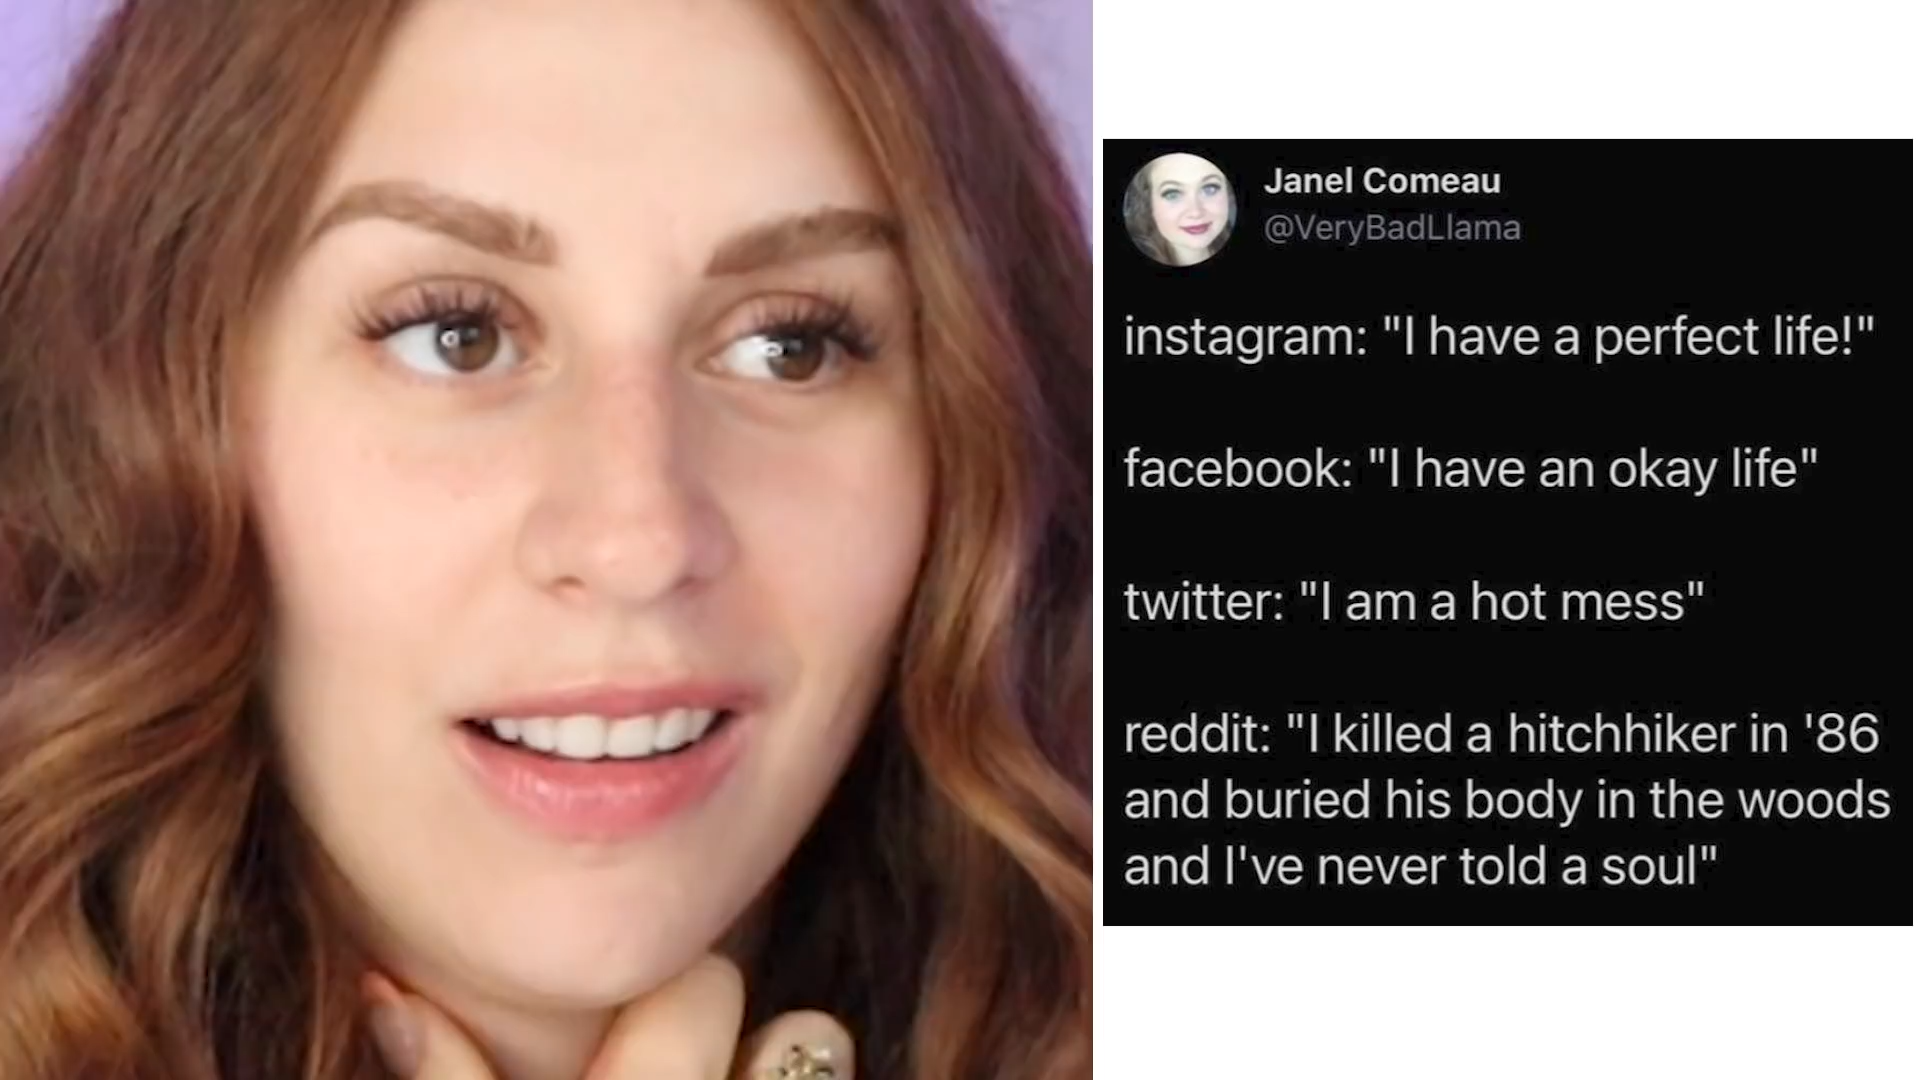 Janel Comeau
@VeryBadLlama
instagram: "I have a perfect life!"
facebook: "I have an okay life"
twitter: "I am a hot mess"
reddit: "I killed a hitchhiker in '86
and buried his body in the woods
and I've never told a soul"